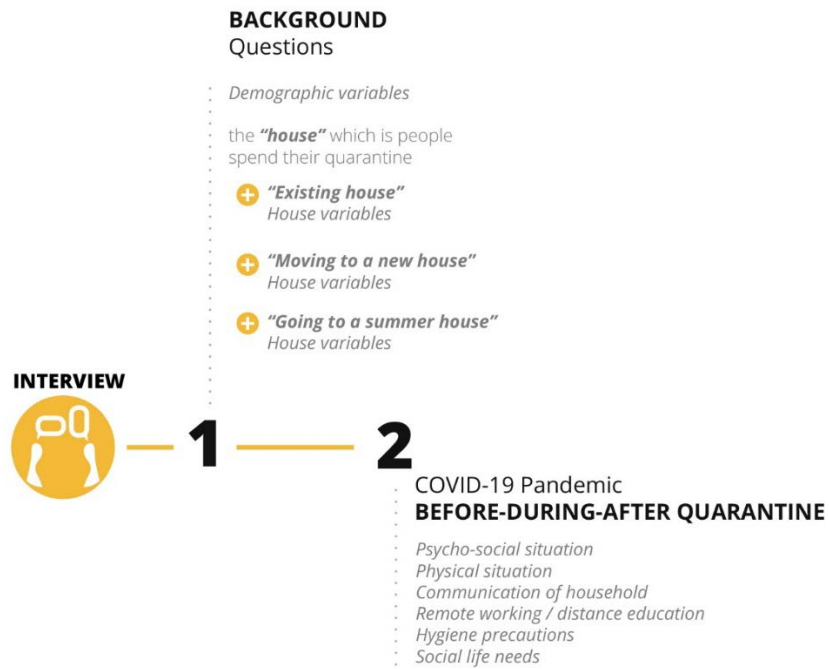 BACKGROUND
Questions
Demographic variables
the "house" which is people
spend their quarantine
"Existing house"
House variables
"Moving to a new house"
House variables
"Going to a summer house"
House variables
INTERVIEW
1
2
COVID-19 Pandemic
BEFORE-DURING-AFTER QUARANTINE
Psycho-social situation
Physical situation
Communication of household
Remote working / distance education
Hygiene precautions
Social life needs